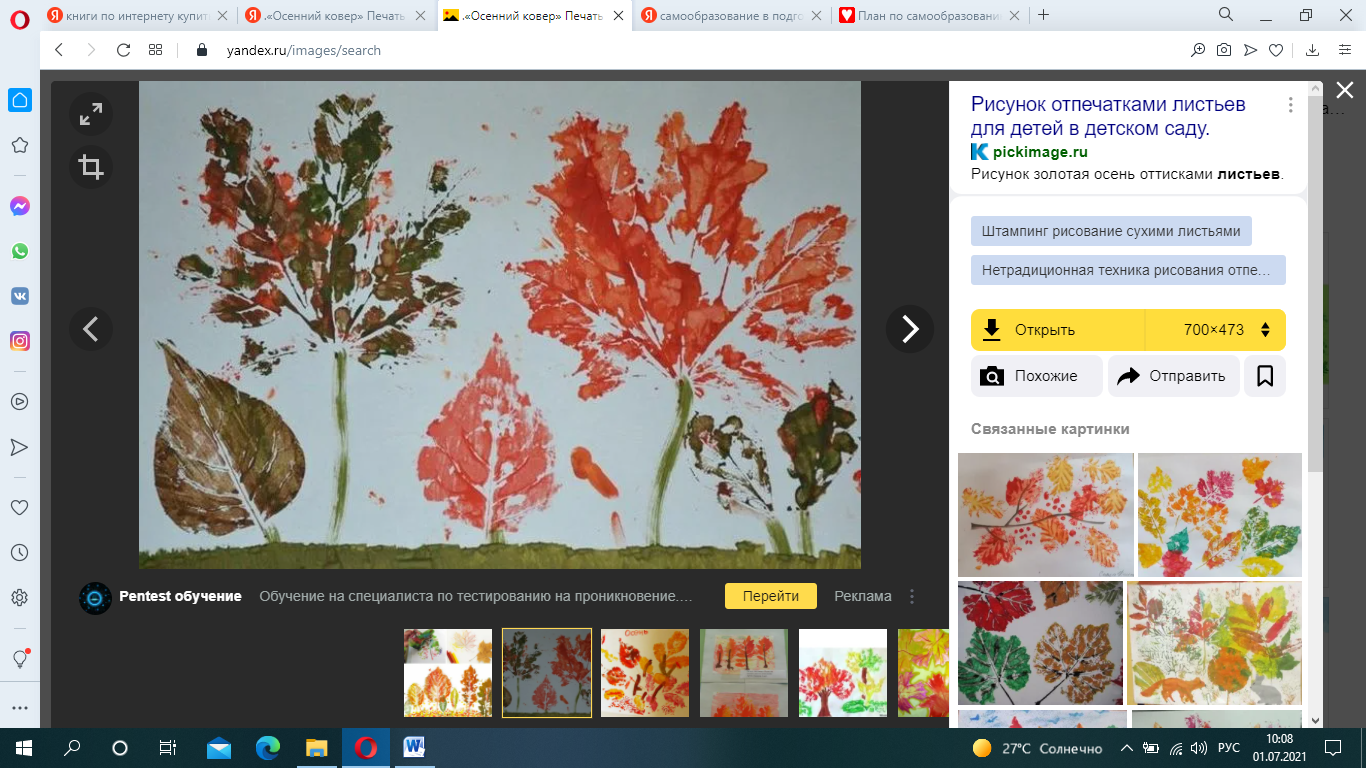 книги по интернету купит
.«Осенний ковер» Печать
.«Осенний ковер» Печать
самообразование в подго
План по самообразовани
yandex.ru/images/search
Рисунок отпечатками листьев
для детей в детском саду.
pickimage.ru
Рисунок золотая осень оттисками листьев.
Штампинг рисование сухими листьями
Нетрадиционная техника рисования отпе...
Открыть
700×473
Похожие
Отправить
Связанные картинки
Pentest обучение
Обучение на специалиста по тестированию на проникновение....
Перейти
Реклама
27°C Солнечно
РУС
10:08
01.07.2021